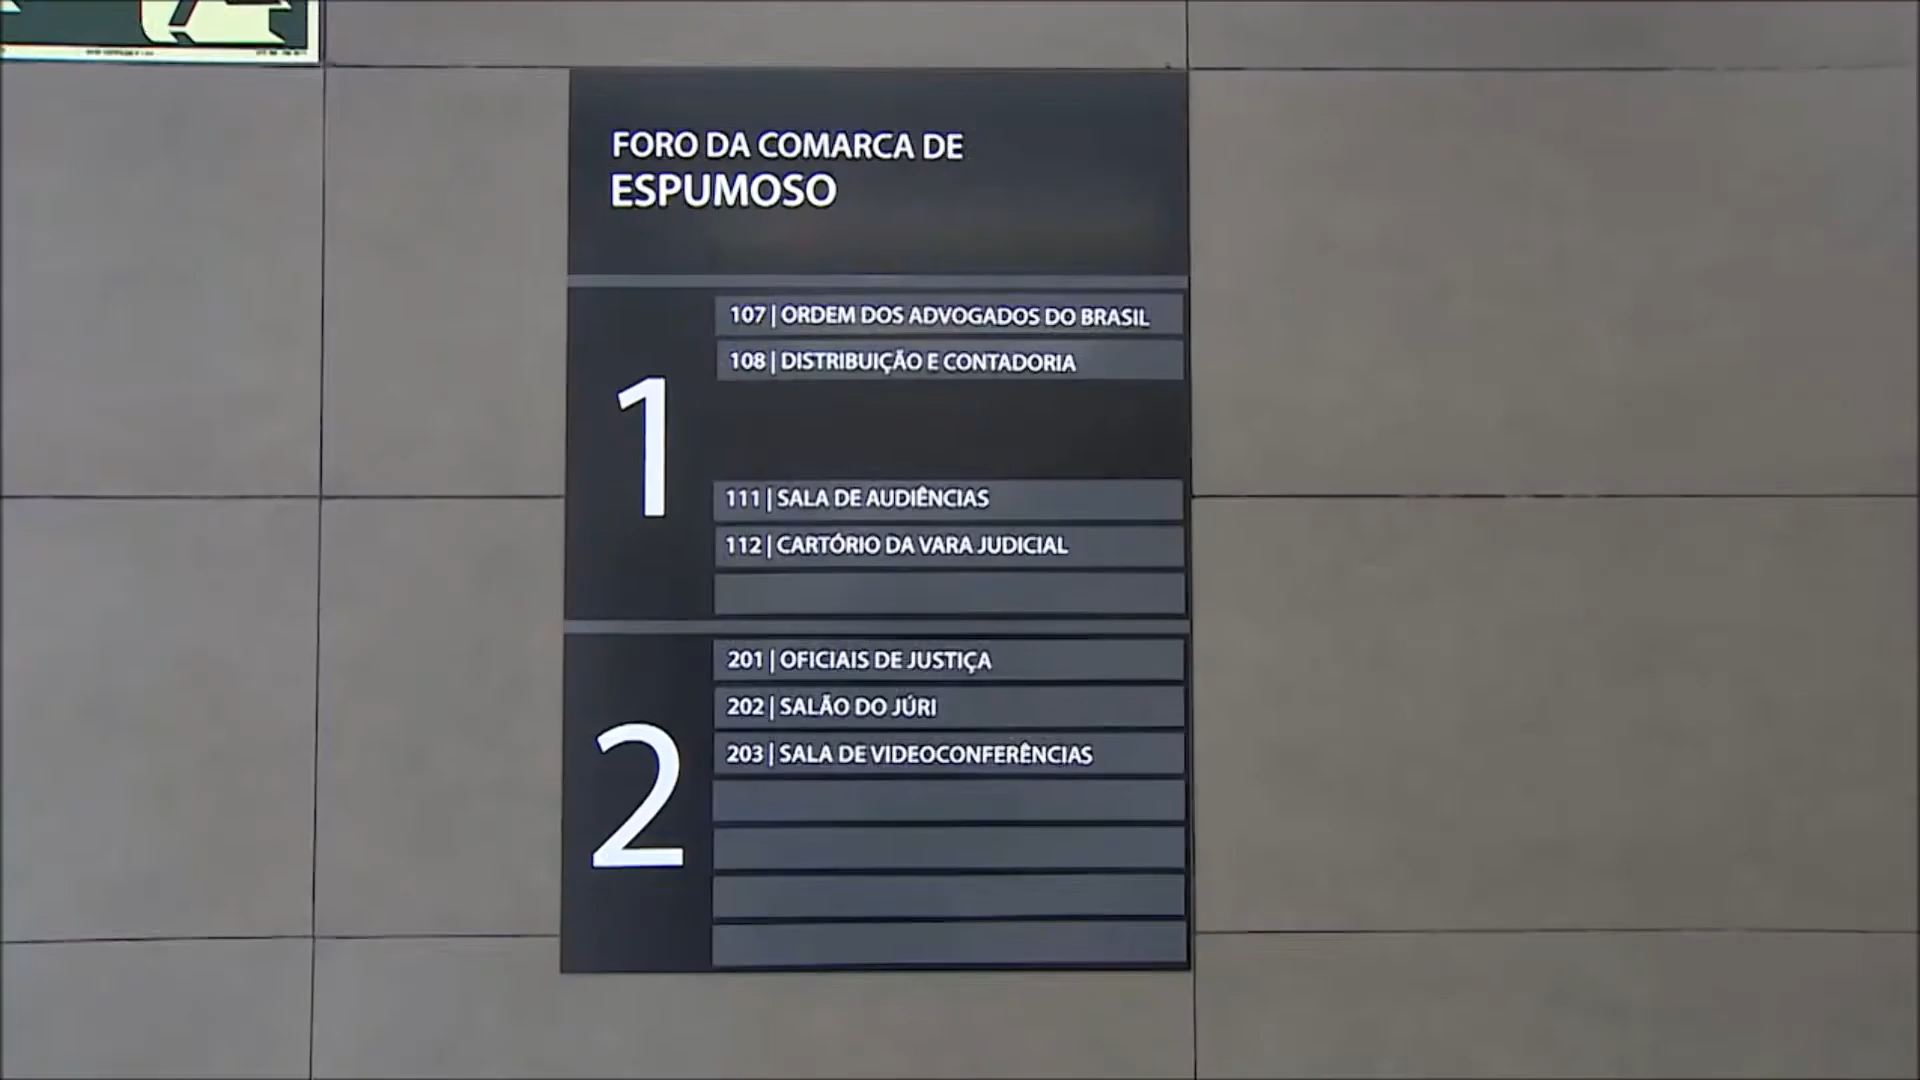 FORO DA COMARCA DE
ESPUMOSO
1
107 | ORDEM DOS ADVOGADOS DO BRASIL
108 | DISTRIBUIÇÃO E CONTADORIA
111 | SALA DE AUDIÊNCIAS
112 | CARTÓRIO DA VARA JUDICIAL
2
201 | OFICIAIS DE JUSTIÇA
202 | SALÃO DO JÚRI
203 | SALA DE VIDEOCONFERÊNCIAS